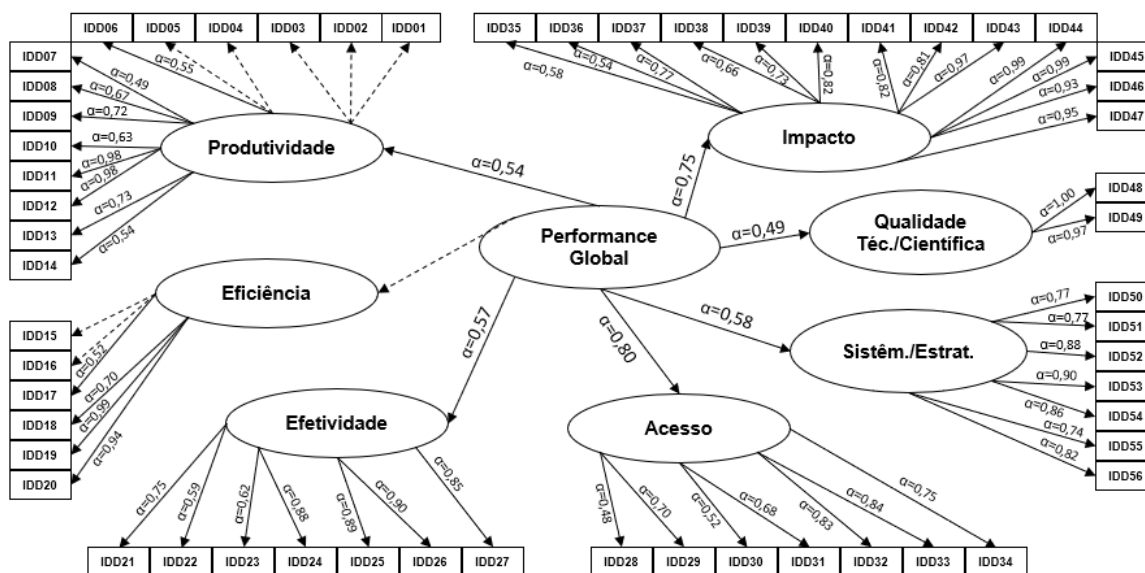 IDD06 IDD05 IDD04 IDD03 IDD02 IDD01
IDD35 IDD36 IDD37 IDD38 IDD39 IDD40 IDD41 IDD42 IDD43 IDD44
IDD07
IDD08
IDD09
IDD10
IDD11
IDD12
IDD13
IDD14
α=0,55
α=0,49
α=0,67
α=0,72
α=0,63
α=0,98
α=0,98
α=0,73
α=0,54
Produtividade
α=0,58
α=0,54
α=0,77
α=0,66
α=0,73
α=0,82
α=0,82
α=0,81
α=0,97
α=0,99
α=0,99
α=0,93
α=0,95
IDD45
IDD46
IDD47
Impacto
α=0,54
α=0,75
Performance
Global
α=0,49
Qualidade
Téc./Científica
α=1,00
α=0,97
IDD48
IDD49
Eficiência
IDD15
IDD16
IDD17
IDD18
IDD19
IDD20
α=0,52
α=0,70
α=0,99
α=0,94
α=0,57
α=0,80
α=0,58
Sistêm./Estrat.
α=0,77
α=0,77
α=0,88
α=0,90
α=0,86
α=0,74
α=0,82
IDD50
IDD51
IDD52
IDD53
IDD54
IDD55
IDD56
Efetividade
α=0,75
α=0,59
α=0,62
α=0,88
α=0,89
α=0,90
α=0,85
IDD21 IDD22 IDD23 IDD24 IDD25 IDD26 IDD27
Acesso
α=0,48
α=0,70
α=0,52
α=0,68
α=0,83
α=0,84
α=0,75
IDD28 IDD29 IDD30 IDD31 IDD32 IDD33 IDD34